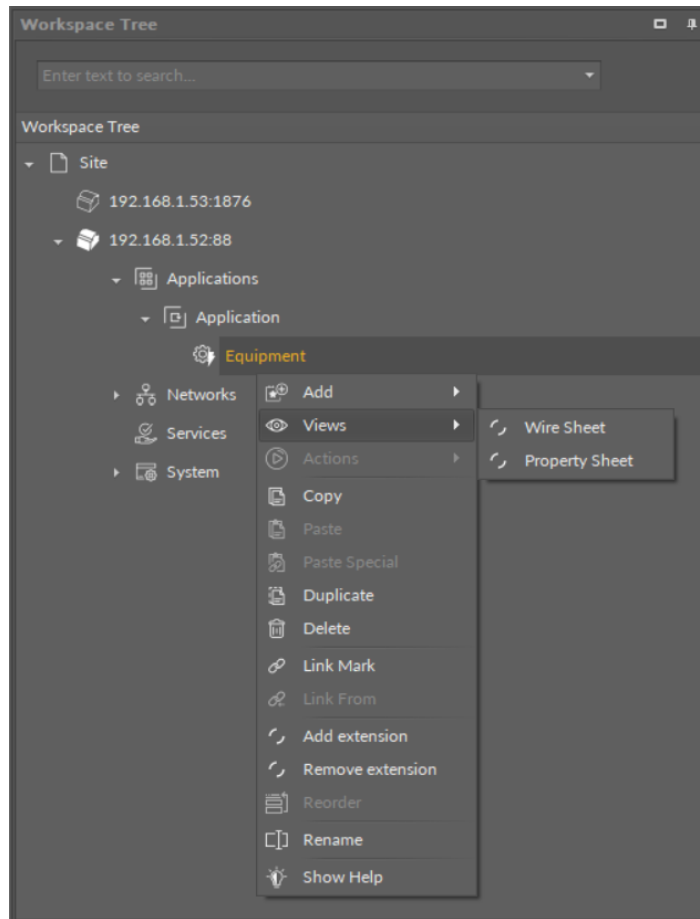 Workspace Tree
Enter text to search...
Workspace Tree
Site
192.168.1.53:1876
192.168.1.52:88
Applications
Application
Equipment
Networks
Services
System
Add
Views
Actions
Copy
Paste
Paste Special
Duplicate
Delete
Link Mark
Link From
Add extension
Remove extension
Reorder
Rename
Show Help
Wire Sheet
Property Sheet